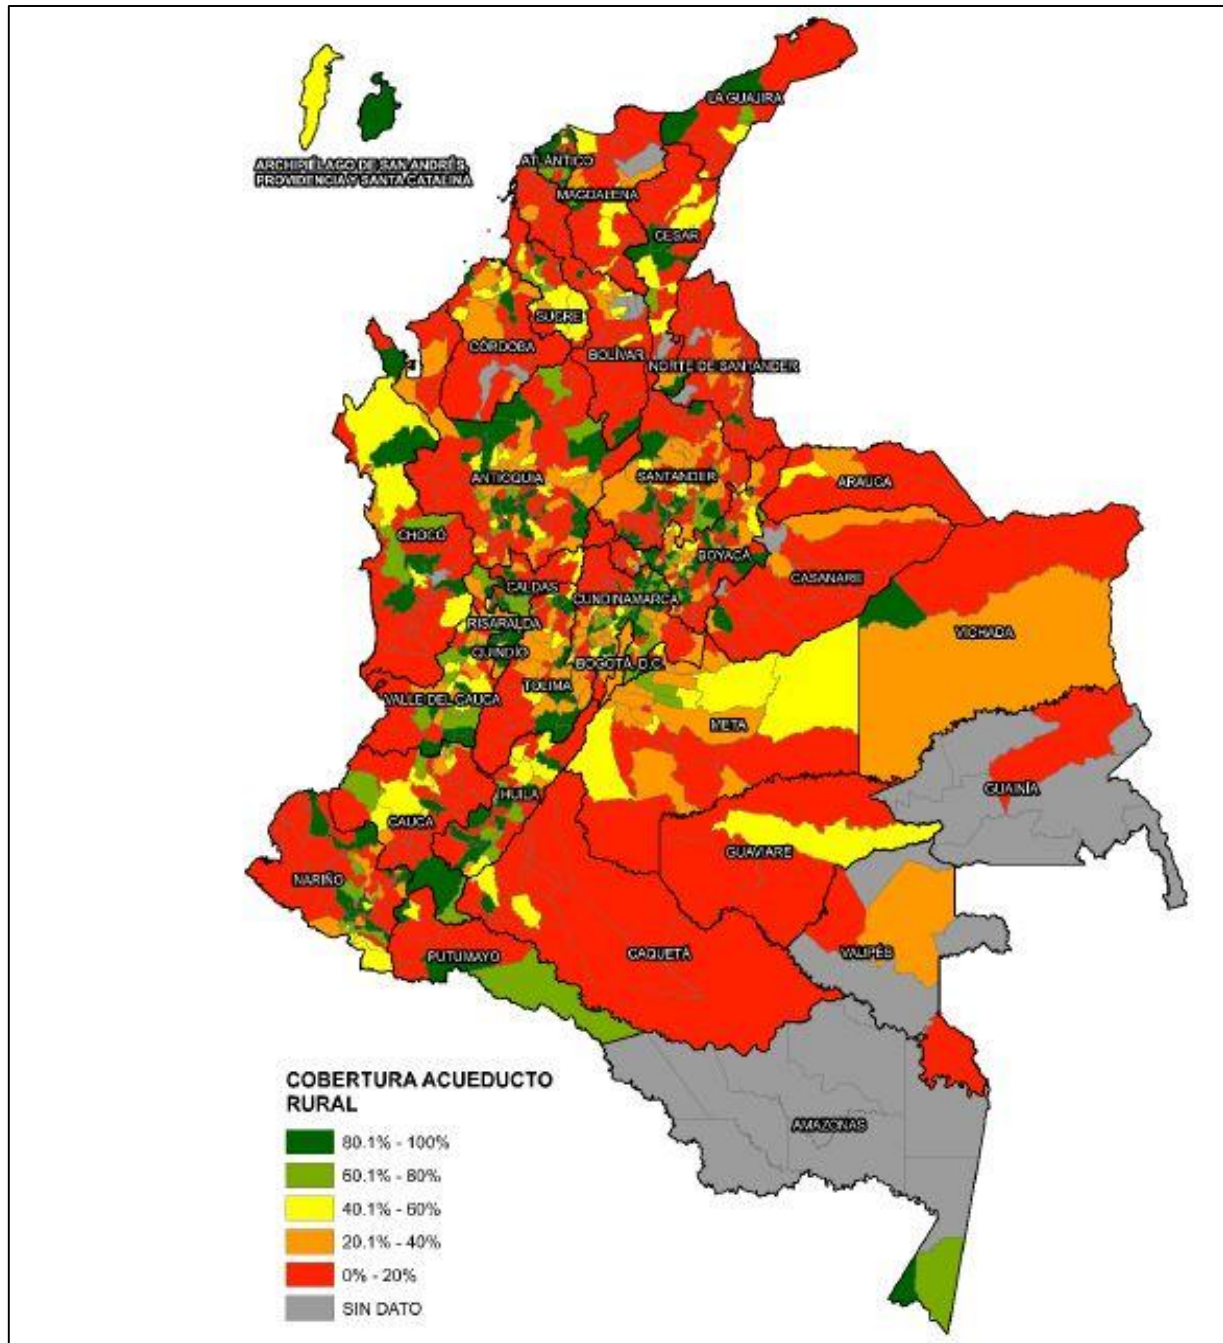 LA GUAJIRA
ATLÁNTICO
ARCHIPIÉLAGO DE SAN ANDRÉS,
PROVIDENCIA Y SANTA CATALINA
MAGDALENA
CESAR
SUCRE
CÓRDOBA
BOLÍVAR
NORTE DE SANTANDER
ANTIOQUIA
SANTANDER
ARAUCA
CHOCÓ
BOYACÁ
CASANARE
CALDAS
CUNDINAMARCA
RISARALDA
VICHADA
QUINDÍO
BOGOTÁ, D.C.
TOLIMA
VALLE DEL CAUCA
META
GUAINÍA
HUILA
CAUCA
GUAVIARE
NARIÑO
PUTUMAYO
CAQUETÁ
VAUPÉS
COBERTURA ACUEDUCTO
RURAL
80.1% - 100%
60.1% - 80%
40.1% - 60%
20.1% - 40%
0% - 20%
SIN DATO
AMAZONAS